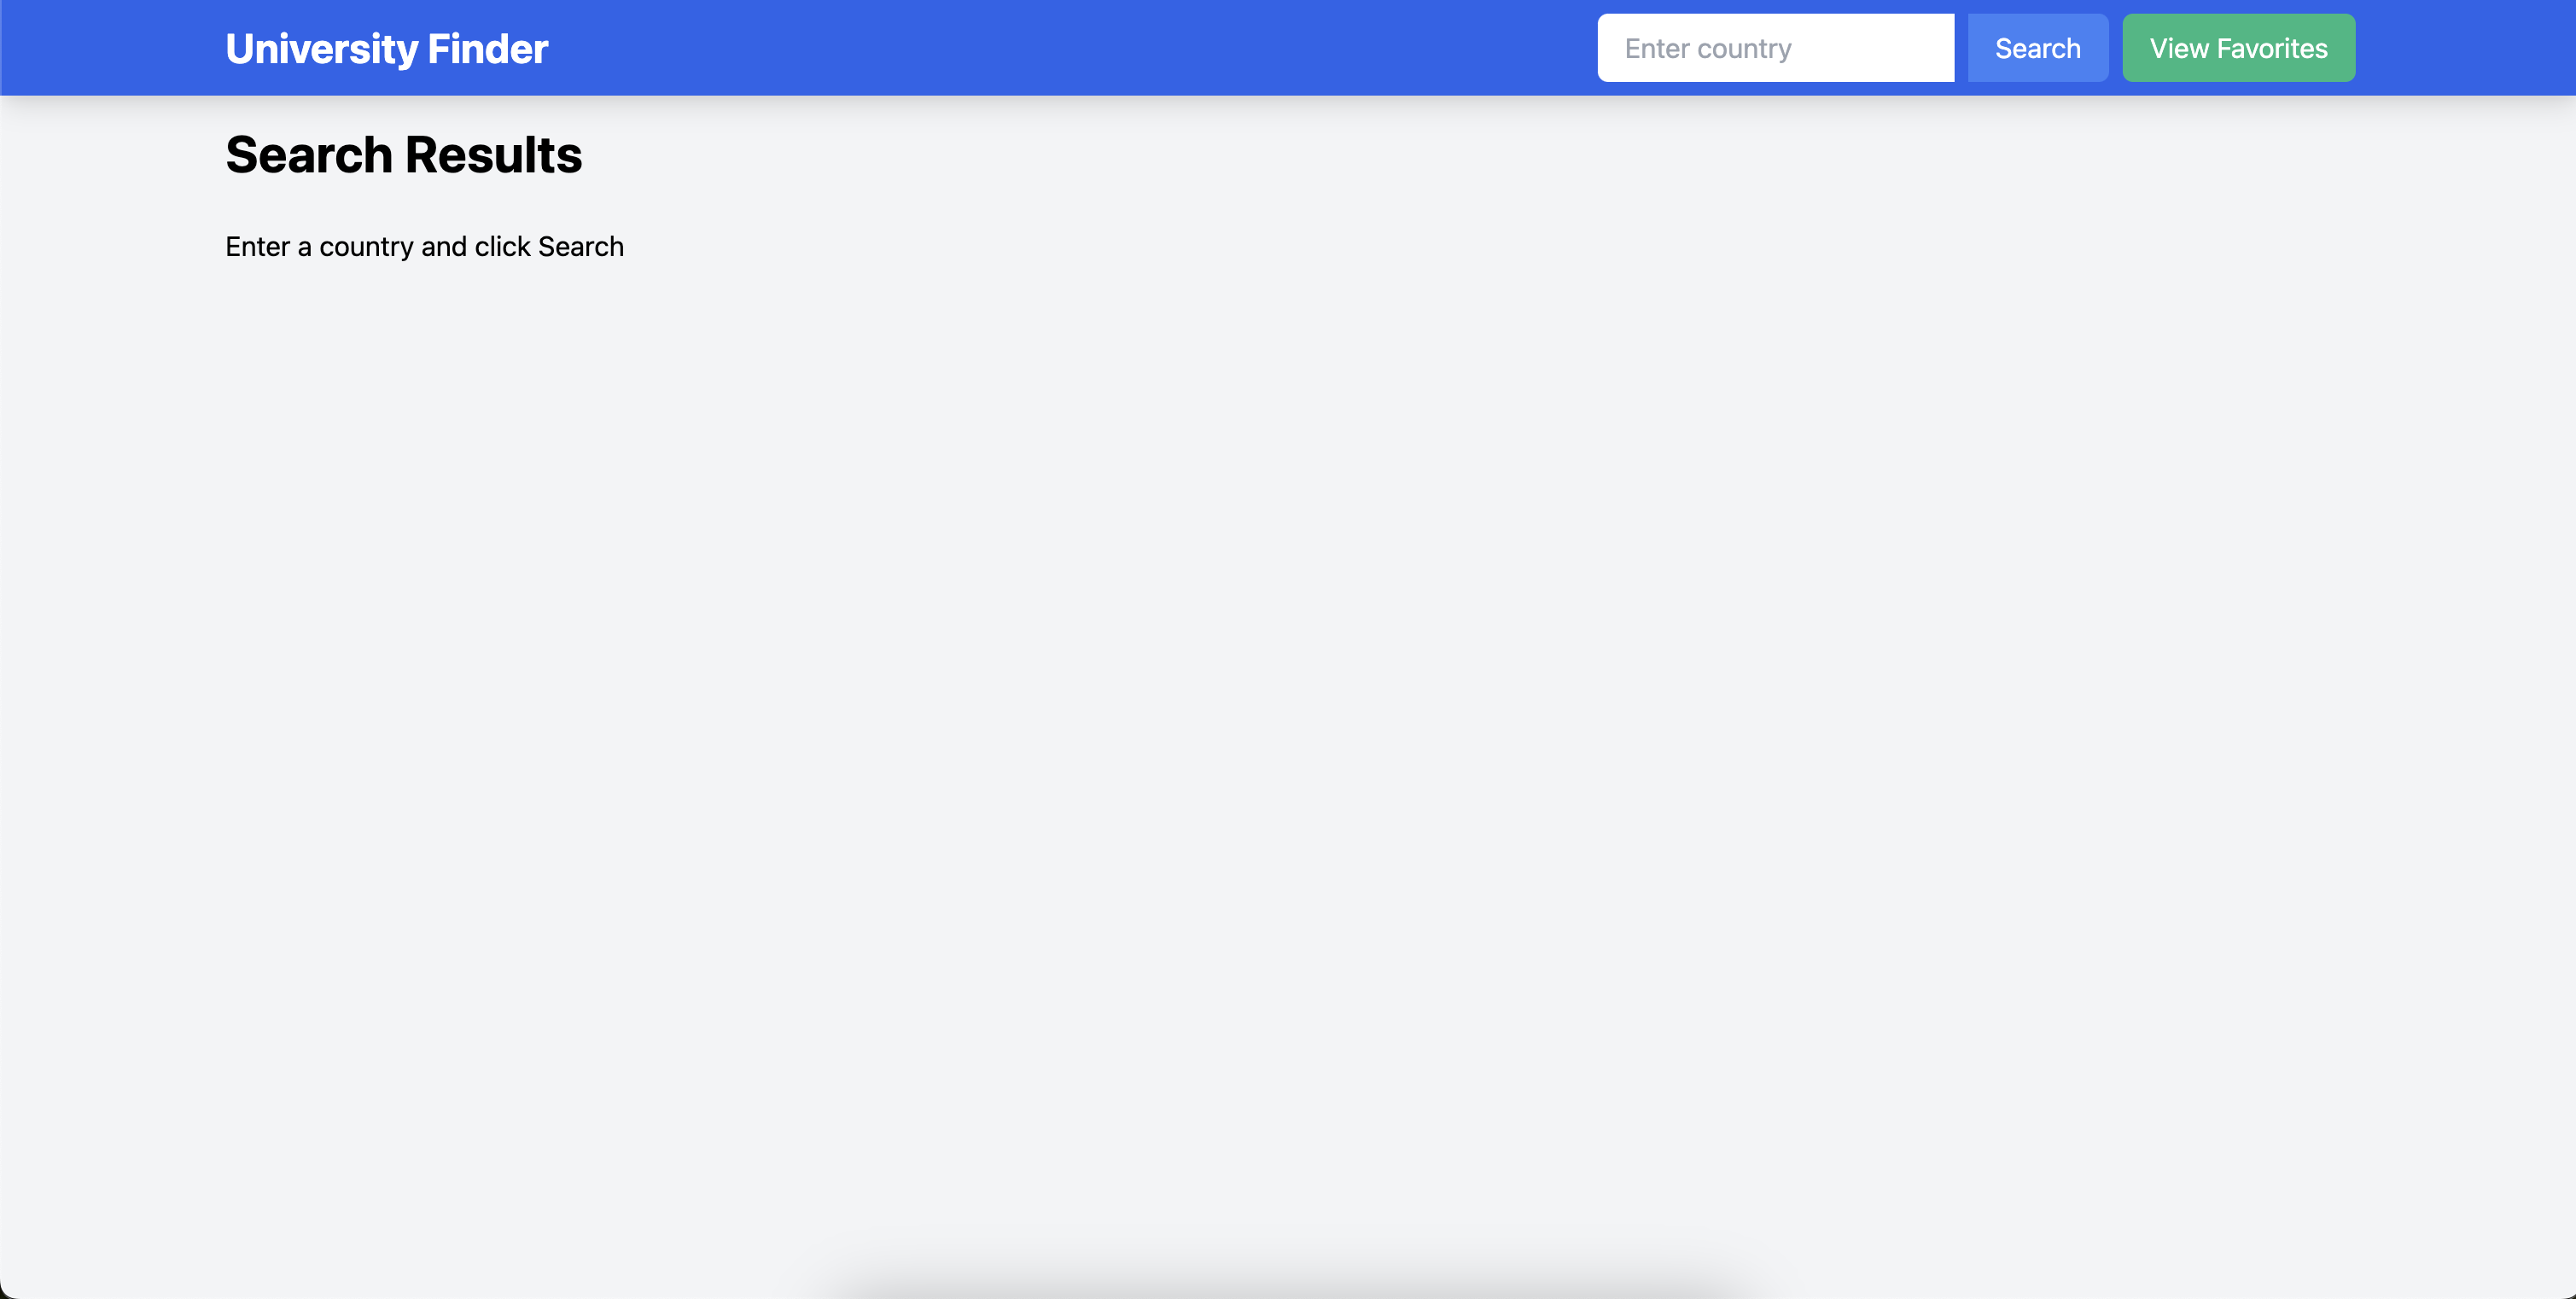 University Finder
Enter country
Search
View Favorites
Search Results
Enter a country and click Search